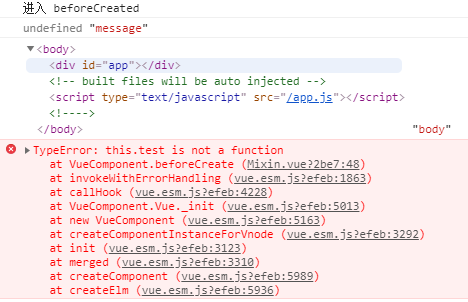 进入 beforeCreated
undefined "message"
▼<body>
<div id="app"></div>
<!-- built files will be auto injected -->
<script type="text/javascript" src="/app.js"></script>
<!---->
</body> "body"
▶TypeError: this.test is not a function
at VueComponent.beforeCreate (Mixin.vue?2be7:48)
at invokeWithErrorHandling (vue.esm.js?efeb:1863)
at callHook (vue.esm.js?efeb:4228)
at VueComponent.Vue._init (vue.esm.js?efeb:5013)
at new VueComponent (vue.esm.js?efeb:5163)
at createComponentInstanceForVnode (vue.esm.js?efeb:3292)
at init (vue.esm.js?efeb:3123)
at merged (vue.esm.js?efeb:3310)
at createComponent (vue.esm.js?efeb:5989)
at createElm (vue.esm.js?efeb:5936)